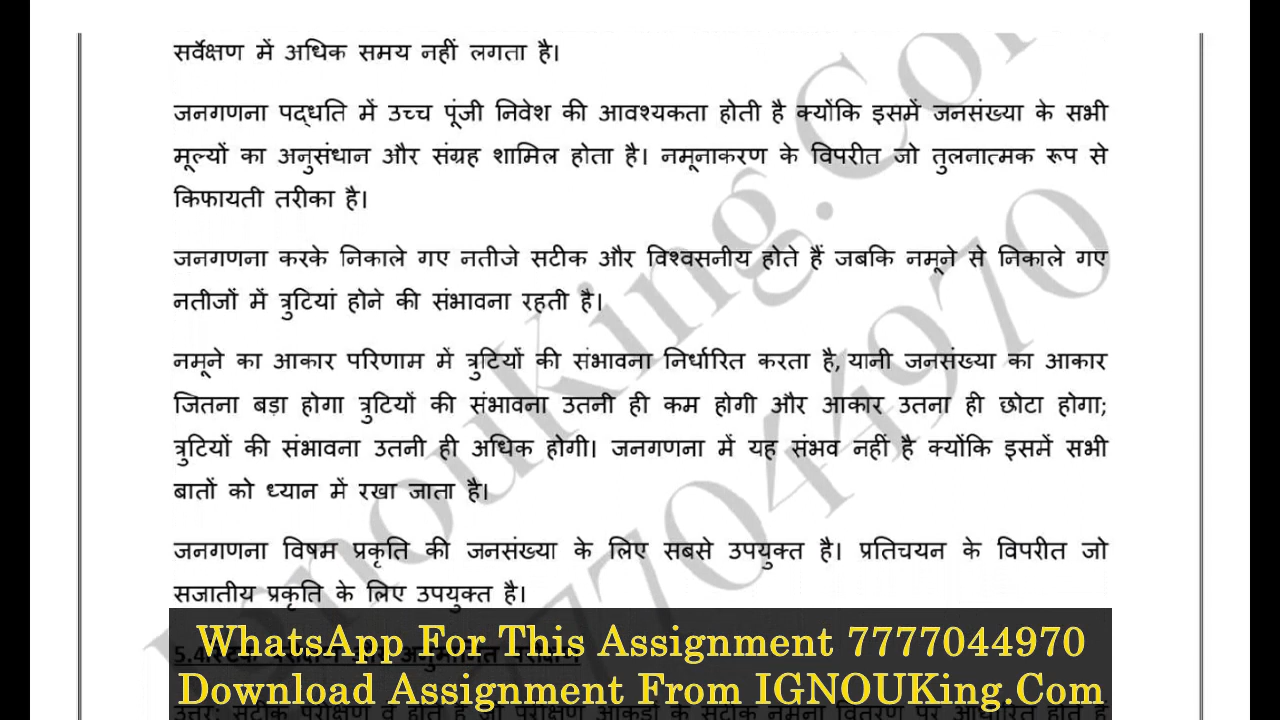 सर्वेक्षण में अधिक समय नहीं लगता है।
जनगणना पद्धति में उच्च पूंजी निवेश की आवश्यकता होती है क्योंकि इसमें जनसंख्या के सभी
मूल्यों का अनुसंधान और संग्रह शामिल होता है। नमूनाकरण के विपरीत जो तुलनात्मक रूप से
किफायती तरीका है।
जनगणना करके निकाले गए नतीजे सटीक और विश्वसनीय होते हैं जबकि नमूने से निकाले गए
नतीजों में त्रुटियां होने की संभावना रहती है।
नमूने का आकार परिणाम में त्रुटियों की संभावना निर्धारित करता है, यानी जनसंख्या का आकार
जितना बड़ा होगा त्रुटियों की संभावना उतनी ही कम होगी और आकार उतना ही छोटा होगा;
त्रुटियों की संभावना उतनी ही अधिक होगी। जनगणना में यह संभव नहीं है क्योंकि इसमें सभी
बातों को ध्यान में रखा जाता है।
जनगणना विषम प्रकृति की जनसंख्या के लिए सबसे उपयुक्त है। प्रतिचयन के विपरीत जो
सजातीय प्रकृति के लिए उपयुक्त है।
WhatsApp For This Assignment 7777044970
Download Assignment From IGNOUKing.Com